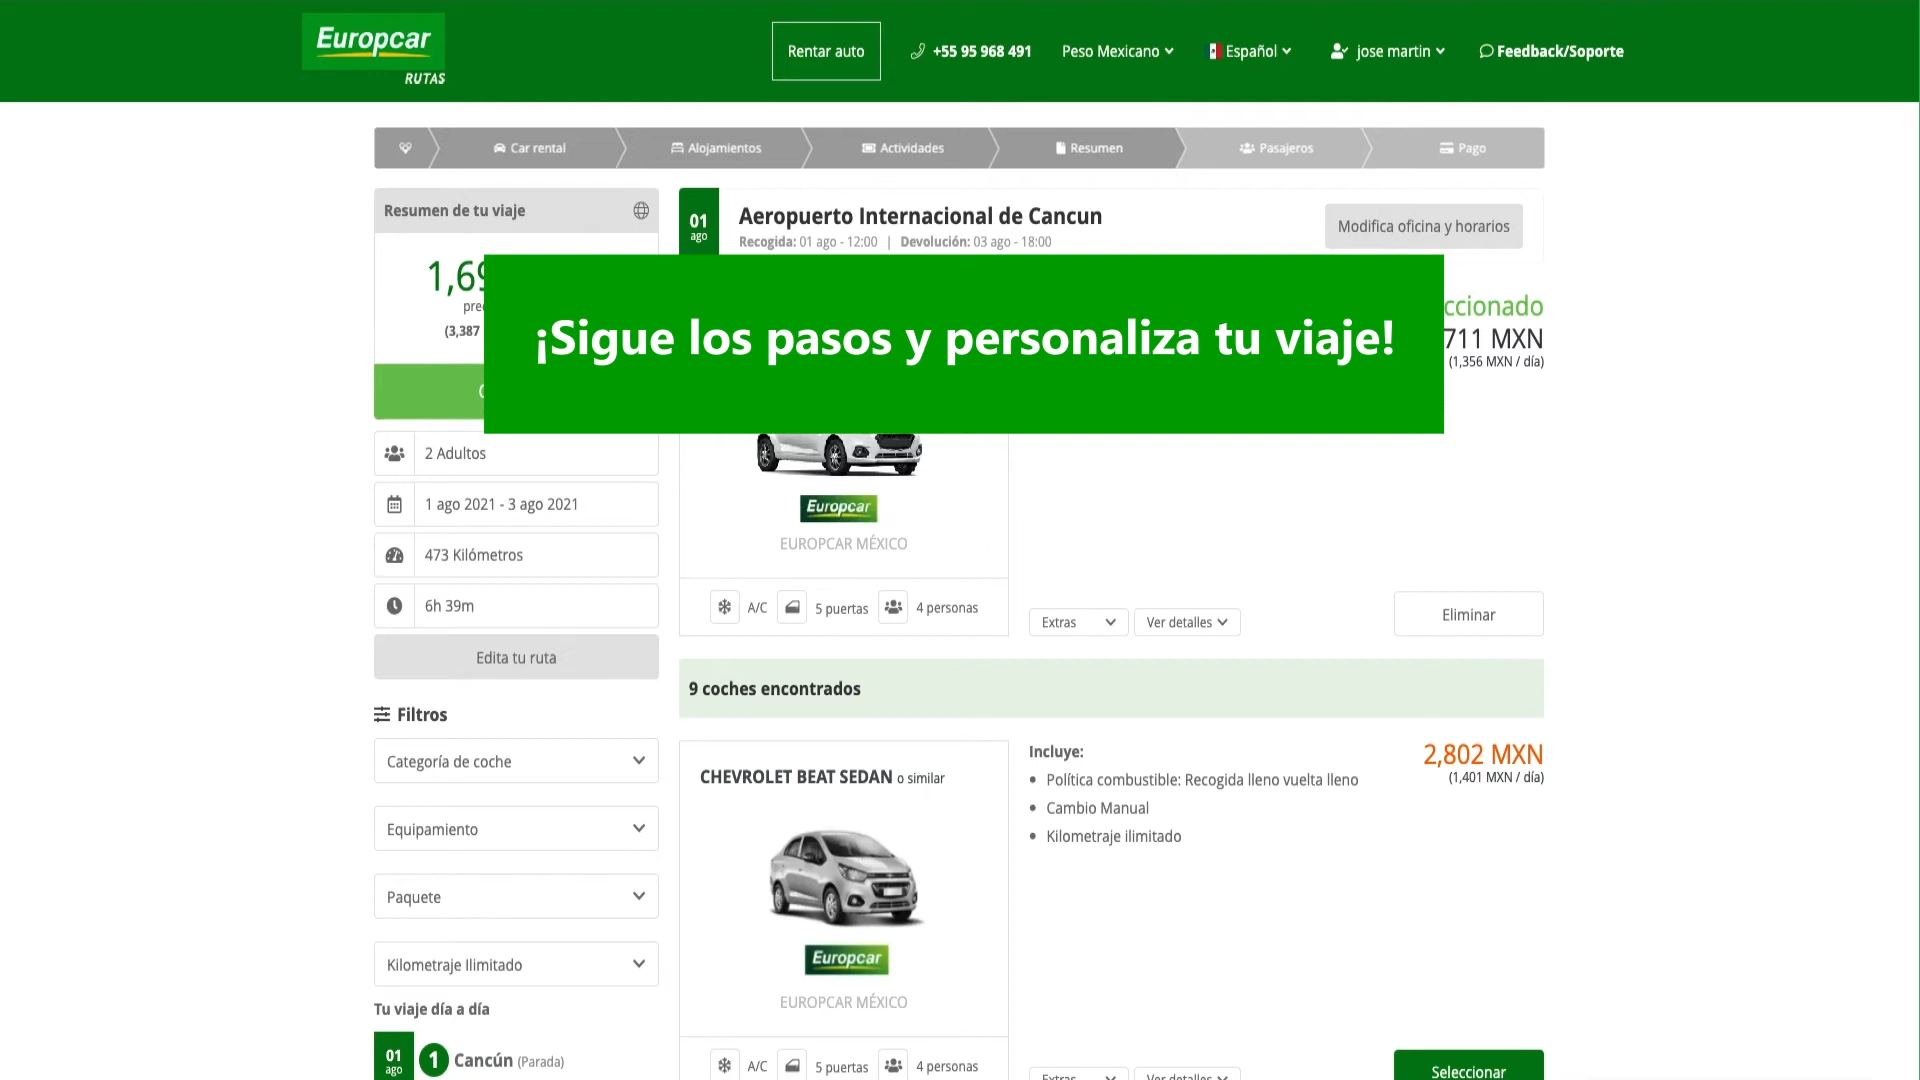 Europcar
RUTAS
Rentar auto
+55 95 968 491
Peso Mexicano
Español
jose martin
Feedback/Soporte
Car rental
Alojamientos
Actividades
Resumen
Pasajeros
Pago
Resumen de tu viaje
(3,387
2 Adultos
1 ago 2021 - 3 ago 2021
473 Kilómetros
6h 39m
Edita tu ruta
Filtros
Categoría de coche
Equipamiento
Paquete
Kilometraje Ilimitado
Tu viaje día a día
01
ago
1
Cancún (Parada)
01
ago
Aeropuerto Internacional de Cancun
Recogida: 01 ago - 12:00 | Devolución: 03 ago - 18:00
Modifica oficina y horarios
¡Sigue los pasos y personaliza tu viaje!
ccionado
711 MXN
(1,356 MXN / día)
Europcar
EUROPCAR MÉXICO
A/C
5 puertas
4 personas
Extras
Ver detalles
Eliminar
9 coches encontrados
CHEVROLET BEAT SEDAN o similar
Europcar
EUROPCAR MÉXICO
A/C
5 puertas
4 personas
Incluye:
Política combustible: Recogida lleno vuelta lleno
Cambio Manual
Kilometraje ilimitado
2,802 MXN
(1,401 MXN / día)
Extras
Ver detalles
Seleccionar